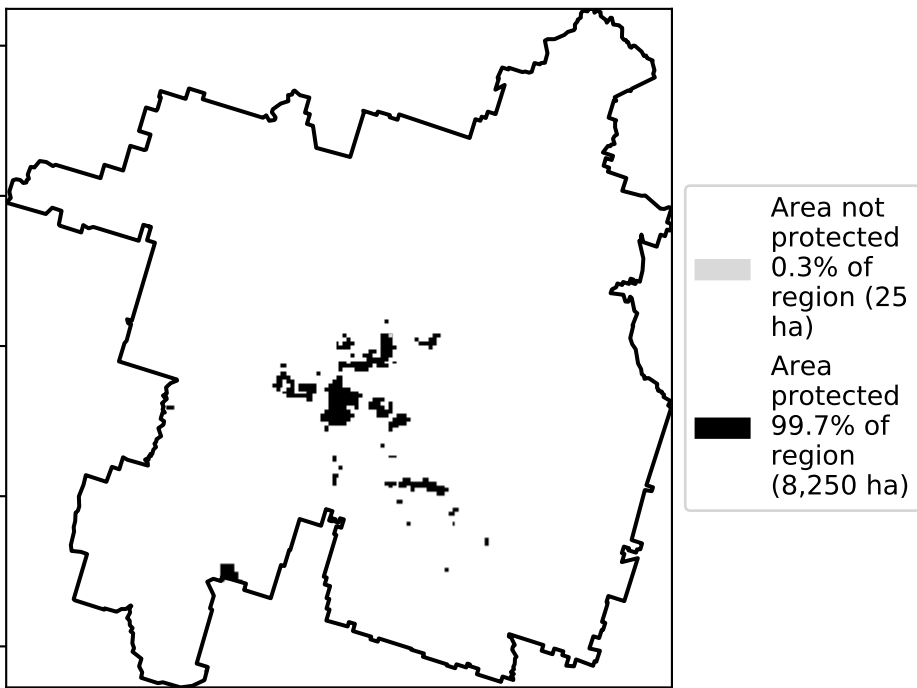 Area not
protected
0.3% of
region (25
ha)
Area
protected
99.7% of
region
(8,250 ha)